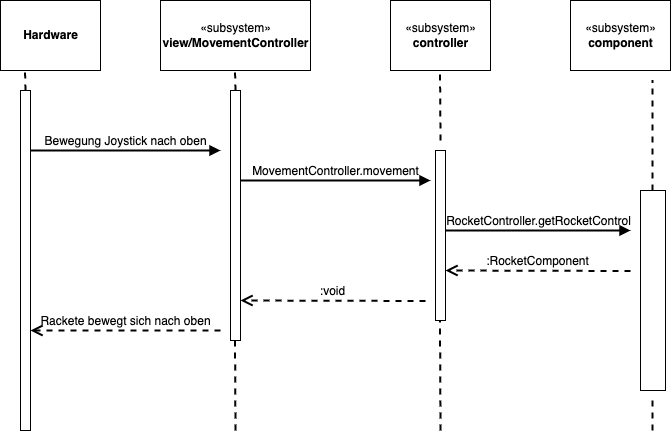 Hardware
«subsystem»
view/MovementController
«subsystem»
controller
«subsystem»
component
Bewegung Joystick nach oben
MovementController.movement
RocketController.getRocketControl
:RocketComponent
:void
Rackete bewegt sich nach oben